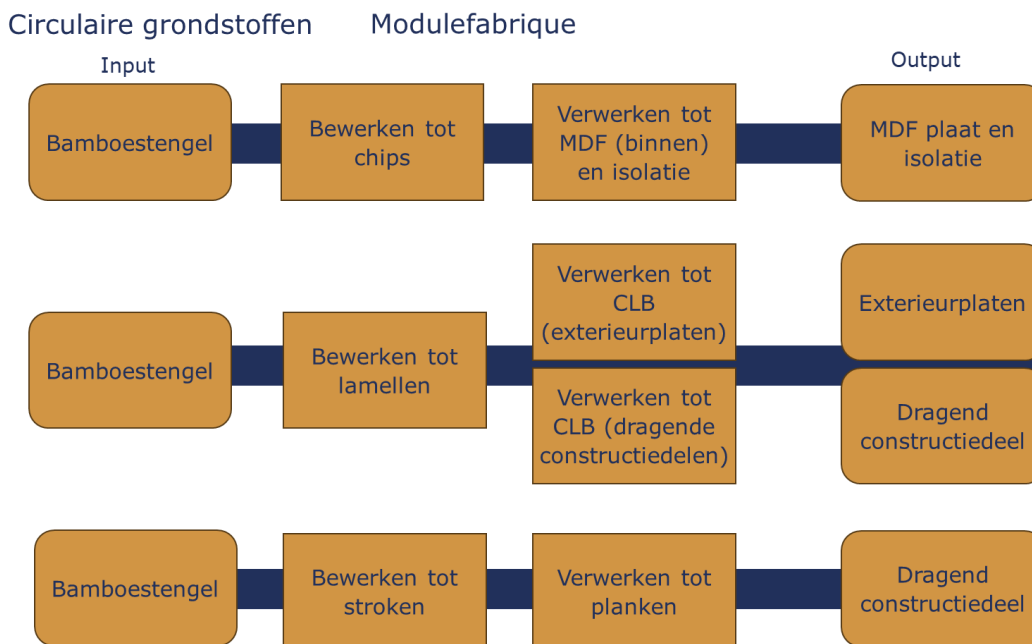 Circulaire grondstoffen
Modulefabrique
Input
Output
Bamboestengel
Bewerken tot
chips
Verwerken tot
MDF (binnen)
en isolatie
MDF plaat en
isolatie
Bamboestengel
Bewerken tot
lamellen
Verwerken tot
CLB
(exterieurplaten)
Exterieurplaten
Verwerken tot
CLB (dragende
constructiedelen)
Dragend
constructiedeel
Bamboestengel
Bewerken tot
stroken
Verwerken tot
planken
Dragend
constructiedeel